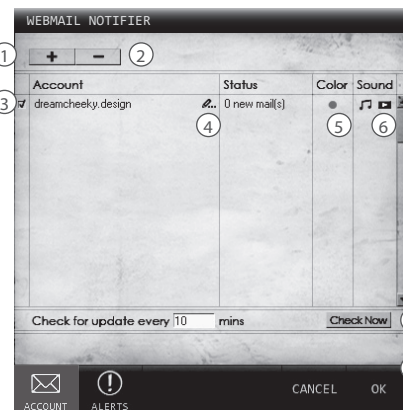 WEBMAIL NOTIFIER
1 + − 2
Account Status Color Sound
3 dreamcheeky.design 0 new mail(s)
4 5 6
Check for update every 10 mins Check Now
CANCEL OK
ACCOUNT ALERTS